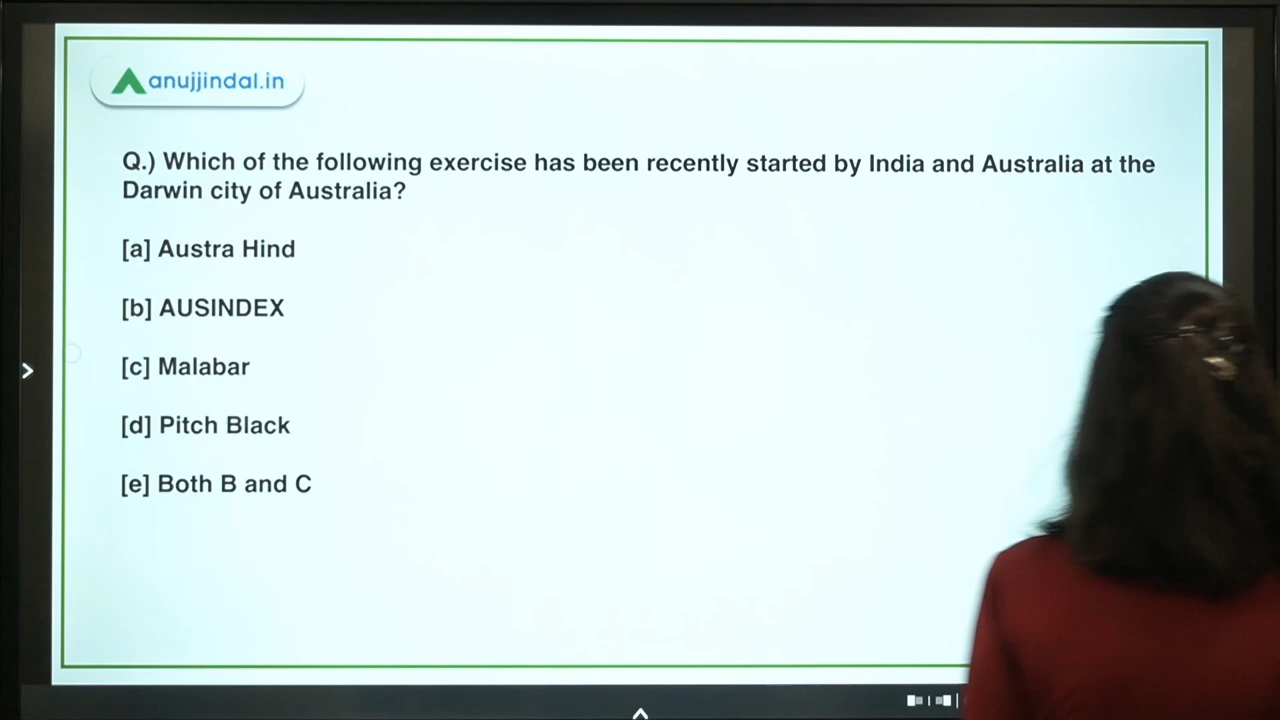 anujjindal.in
Q.) Which of the following exercise has been recently started by India and Australia at the
Darwin city of Australia?
[a] Austra Hind
[b] AUSINDEX
[c] Malabar
[d] Pitch Black
[e] Both B and C